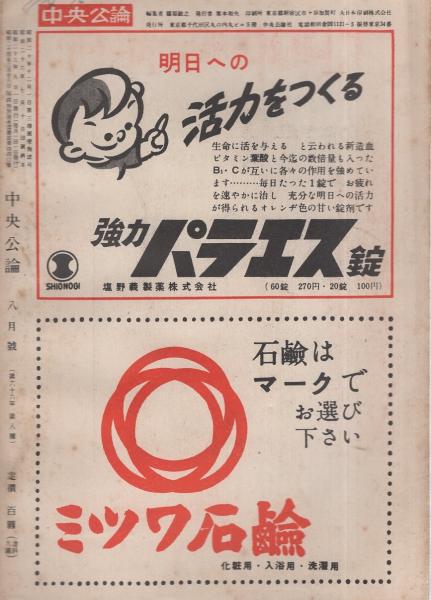 中央公論
明日への
活力をつくる
生命に活を与える　と云われる新造血
ビタミン葉酸と今迄の数倍量も入った
B₁・Cが互いに各々の作用を強めてい
ます………毎日たった1錠で　お疲れ
を速やかに治し　充分な明日への活力
が得られるオレンヂ色の甘い錠剤です
強力パラエス錠
SHIONOGI
塩野義製薬株式会社
(60錠　270円・20錠　100円)
中央公論　八月號
定價　百圓
石鹼は
マークで
お選び
下さい
ミツワ石鹼
化粧用・入浴用・洗濯用